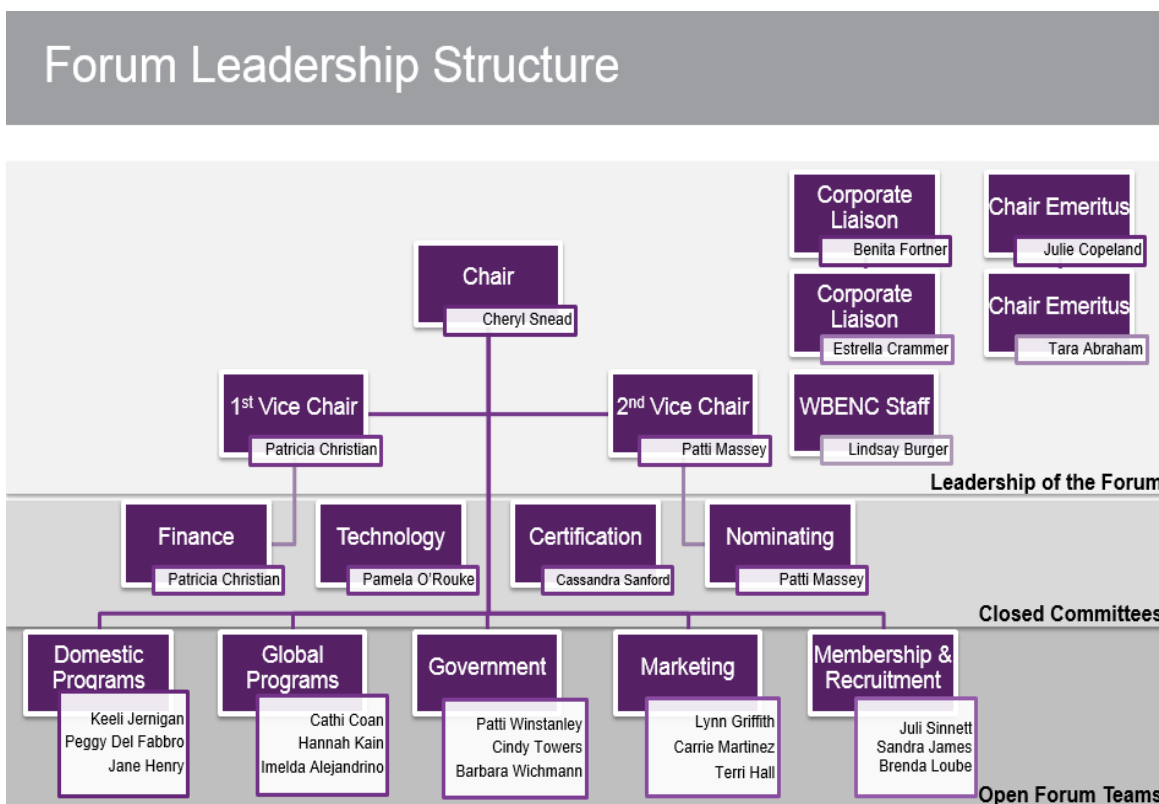 Forum Leadership Structure
Corporate
Liaison
Benita Fortner
Chair Emeritus
Julie Copeland
Chair
Cheryl Snead
Corporate
Liaison
Estrella Crammer
Chair Emeritus
Tara Abraham
1st Vice Chair
Patricia Christian
2nd Vice Chair
Patti Massey
WBENC Staff
Lindsay Burger
Leadership of the Forum
Finance
Patricia Christian
Technology
Pamela O'Rouke
Certification
Cassandra Sanford
Nominating
Patti Massey
Closed Committees
Domestic
Programs
Keeli Jernigan
Peggy Del Fabbro
Jane Henry
Global
Programs
Cathi Coan
Hannah Kain
Imelda Alejandrino
Government
Patti Winstanley
Cindy Towers
Barbara Wichmann
Marketing
Lynn Griffith
Carrie Martinez
Terri Hall
Membership &
Recruitment
Juli Sinnett
Sandra James
Brenda Loube
Open Forum Teams